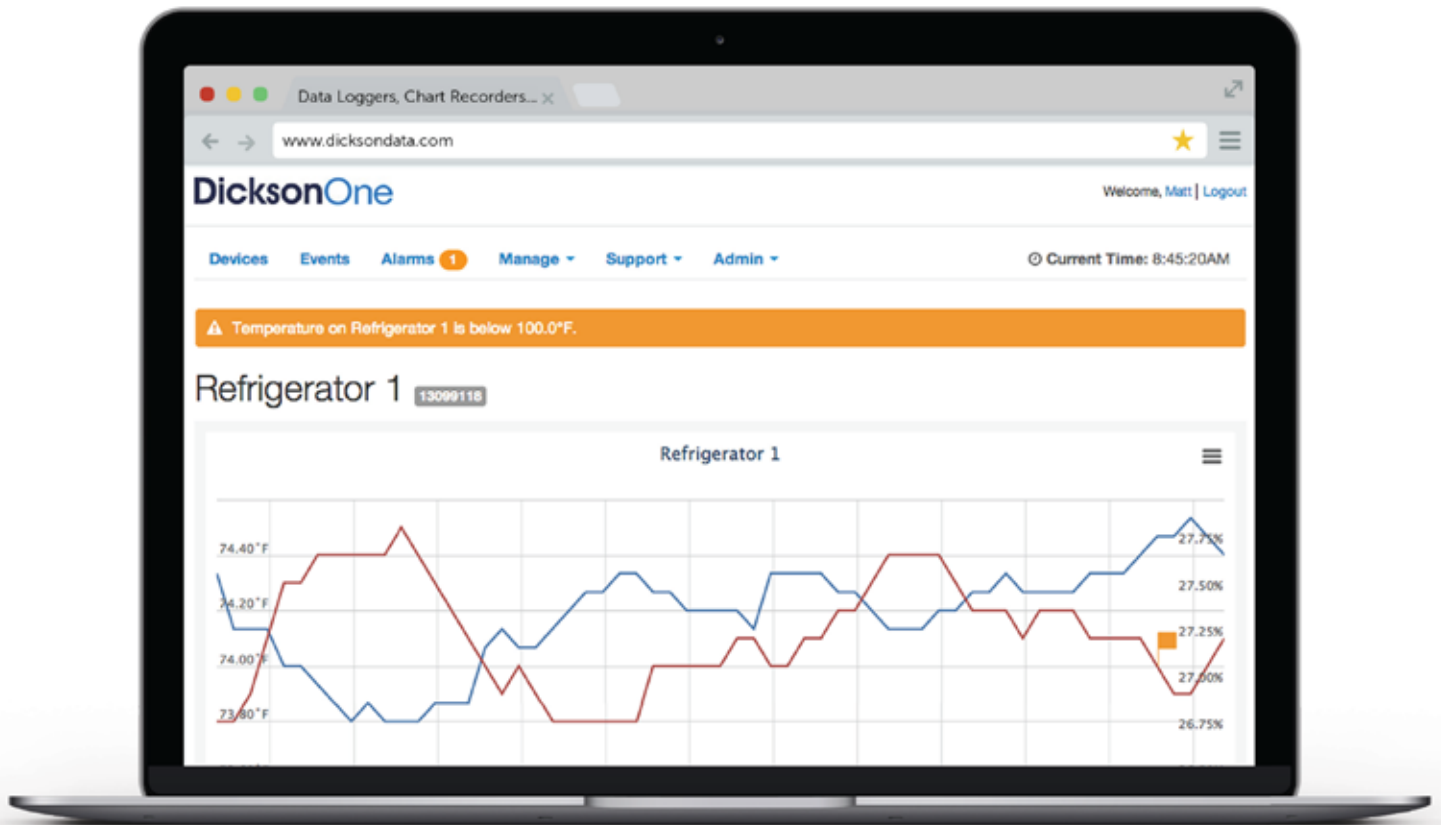 Data Loggers, Chart Recorders...
www.dicksondata.com
DicksonOne
Welcome, Matt | Logout
Devices Events Alarms 1 Manage Support Admin Current Time: 8:45:20AM
Temperature on Refrigerator 1 is below 100.0°F.
Refrigerator 1 13099118
Refrigerator 1
74.40°F 27.75%
27.50%
74.20°F
27.25%
74.00°F
27.00%
73.80°F 26.75%